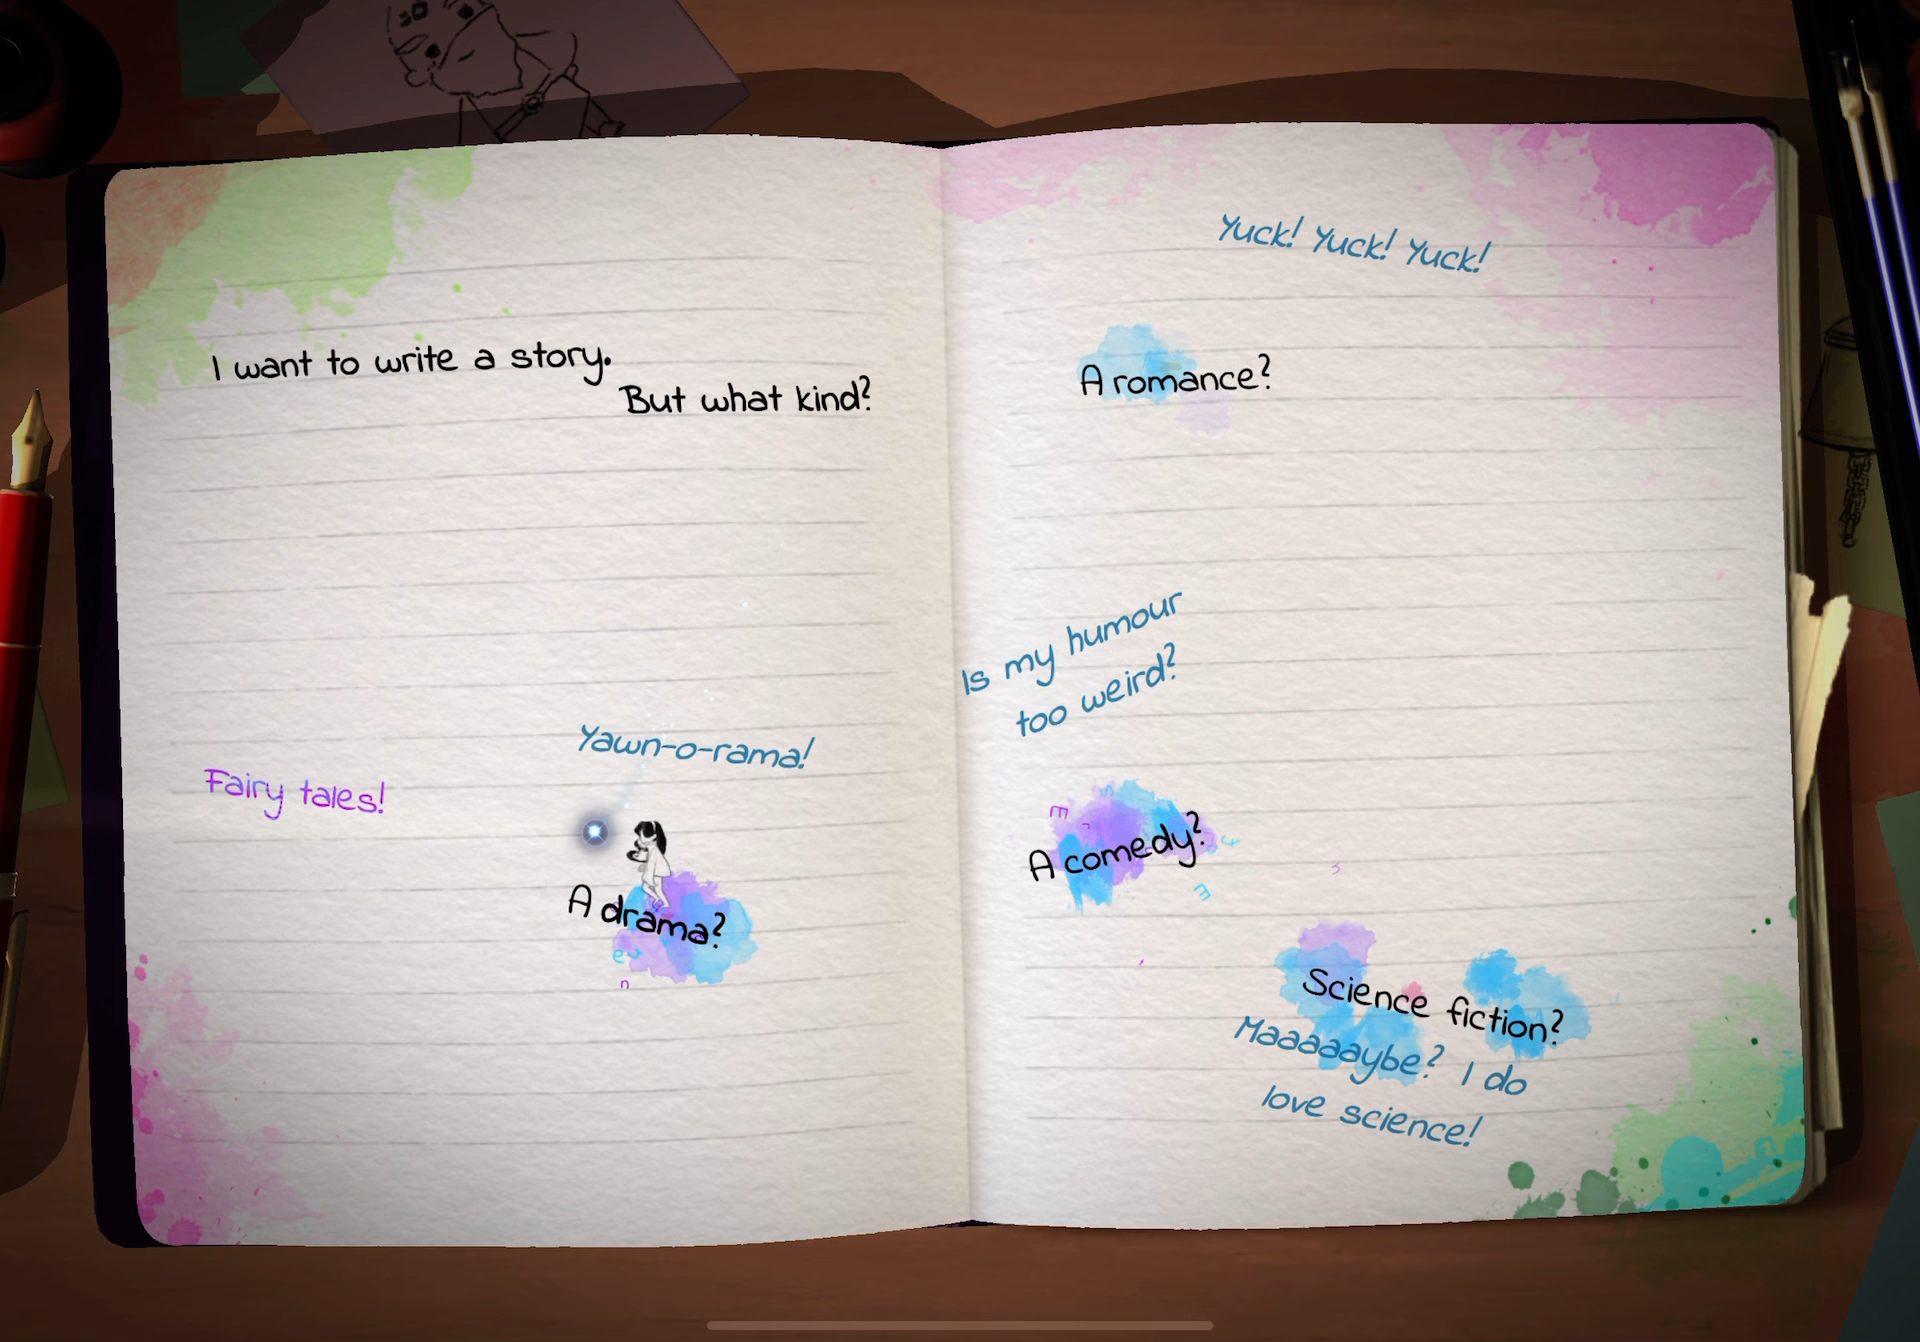 I want to write a story.
But what kind?
Fairy tales!
Yawn-o-rama!
A drama?
Yuck! Yuck! Yuck!
A romance?
Is my humour
too weird?
A comedy?
Science fiction?
Maaaaaybe? I do
love science!